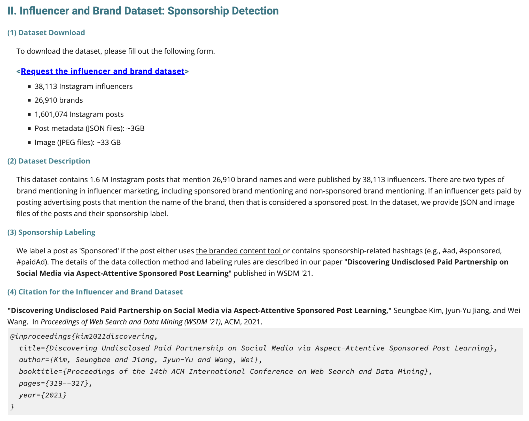 II. Influencer and Brand Dataset: Sponsorship Detection
(1) Dataset Download
To download the dataset, please fill out the following form.
<Request the influencer and brand dataset>
▪ 38,113 Instagram influencers
▪ 26,910 brands
▪ 1,601,074 Instagram posts
▪ Post metadata (JSON files): ~3GB
▪ Image (JPEG files): ~33 GB
(2) Dataset Description
This dataset contains 1.6 M Instagram posts that mention 26,910 brand names and were published by 38,113 influencers. There are two types of
brand mentioning in influencer marketing, including sponsored brand mentioning and non-sponsored brand mentioning. If an influencer gets paid by
posting advertising posts that mention the name of the brand, then that is considered a sponsored post. In the dataset, we provide JSON and image
files of the posts and their sponsorship label.
(3) Sponsorship Labeling
We label a post as 'Sponsored' if the post either uses the branded content tool or contains sponsorship-related hashtags (e.g., #ad, #sponsored,
#paidAd). The details of the data collection method and labeling rules are described in our paper "Discovering Undisclosed Paid Partnership on
Social Media via Aspect-Attentive Sponsored Post Learning" published in WSDM '21.
(4) Citation for the Influencer and Brand Dataset
"Discovering Undisclosed Paid Partnership on Social Media via Aspect-Attentive Sponsored Post Learning," Seungbae Kim, Jyun-Yu Jiang, and Wei
Wang. In Proceedings of Web Search and Data Mining (WSDM '21), ACM, 2021.
@inproceedings{kim2021discovering,
title={Discovering Undisclosed Paid Partnership on Social Media via Aspect-Attentive Sponsored Post Learning},
author={Kim, Seungbae and Jiang, Jyun-Yu and Wang, Wei},
booktitle={Proceedings of the 14th ACM International Conference on Web Search and Data Mining},
pages={319--327},
year={2021}
}